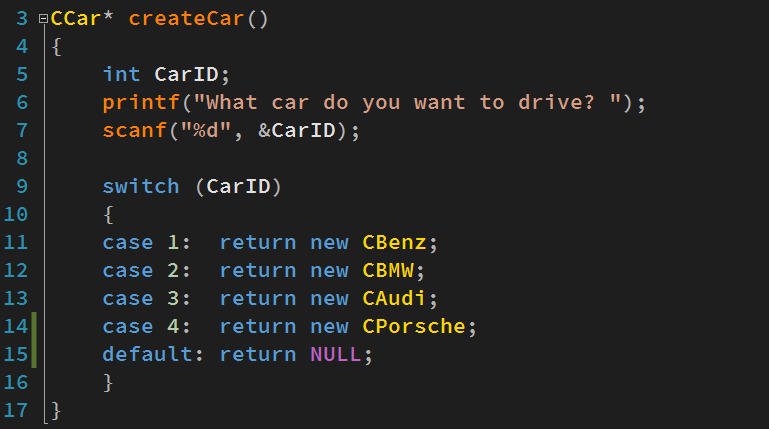 3 CCar* createCar()
4 {
5     int CarID;
6     printf("What car do you want to drive? ");
7     scanf("%d", &CarID);
8
9     switch (CarID)
10     {
11     case 1:  return new CBenz;
12     case 2:  return new CBMW;
13     case 3:  return new CAudi;
14     case 4:  return new CPorsche;
15     default: return NULL;
16     }
17 }